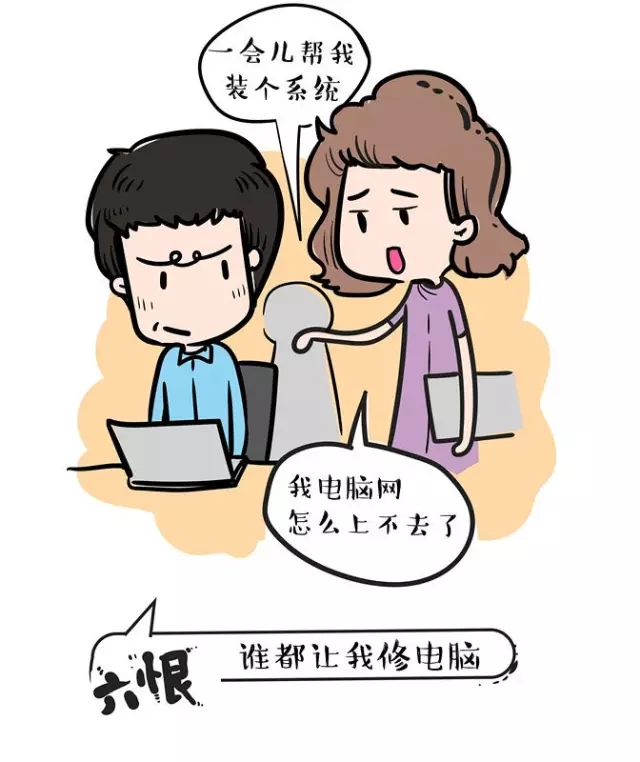 一会儿帮我
装个系统
我电脑网
怎么上不去了
六恨
谁都让我修电脑